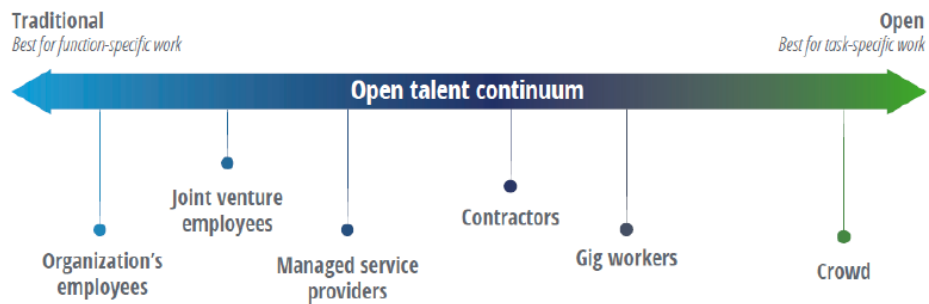 Traditional
Best for function-specific work
Open
Best for task-specific work
Open talent continuum
Organization's
employees
Joint venture
employees
Managed service
providers
Contractors
Gig workers
Crowd